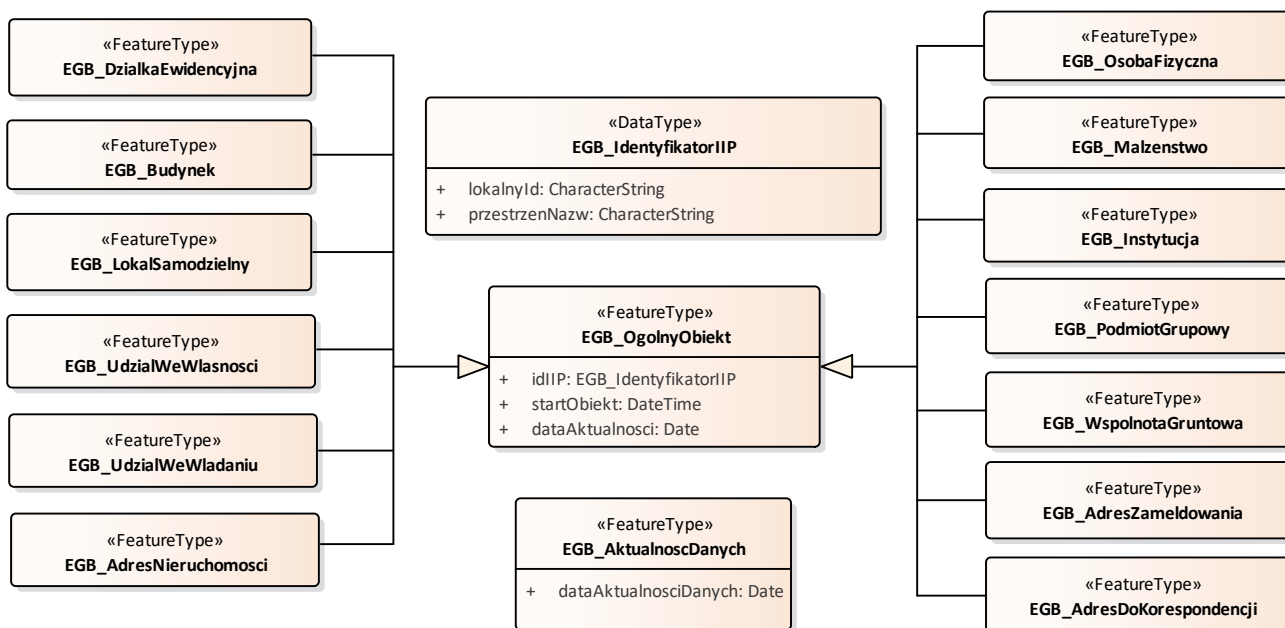 «FeatureType»
EGB_DzialkaEwidencyjna
«FeatureType»
EGB_Budynek
«FeatureType»
EGB_LokalSamodzielny
«FeatureType»
EGB_UdzialWeWlasnosci
«FeatureType»
EGB_UdzialWeWladaniu
«FeatureType»
EGB_AdresNieruchomosci
«DataType»
EGB_IdentyfikatorIIP
+ lokalnyId: CharacterString
+ przestrzenNazw: CharacterString
«FeatureType»
EGB_OgolnyObiekt
+ idIIP: EGB_IdentyfikatorIIP
+ startObiekt: DateTime
+ dataAktualnosci: Date
«FeatureType»
EGB_AktualnoscDanych
+ dataAktualnosciDanych: Date
«FeatureType»
EGB_OsobaFizyczna
«FeatureType»
EGB_Malzenstwo
«FeatureType»
EGB_Instytucja
«FeatureType»
EGB_PodmiotGrupowy
«FeatureType»
EGB_WspolnotaGruntowa
«FeatureType»
EGB_AdresZameldowania
«FeatureType»
EGB_AdresDoKorespondencji